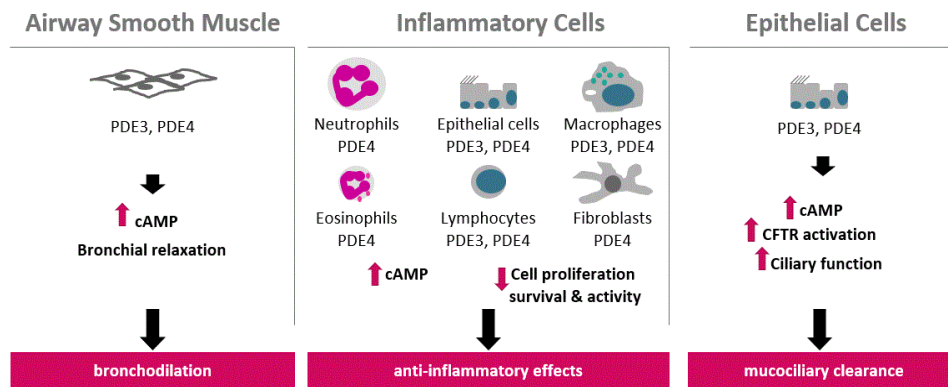 Airway Smooth Muscle
PDE3, PDE4
cAMP
Bronchial relaxation
bronchodilation
Inflammatory Cells
Neutrophils
PDE4
Epithelial cells
PDE3, PDE4
Macrophages
PDE3, PDE4
Eosinophils
PDE4
Lymphocytes
PDE3, PDE4
Fibroblasts
PDE4
cAMP
Cell proliferation
survival & activity
anti-inflammatory effects
Epithelial Cells
PDE3, PDE4
cAMP
CFTR activation
Ciliary function
mucociliary clearance